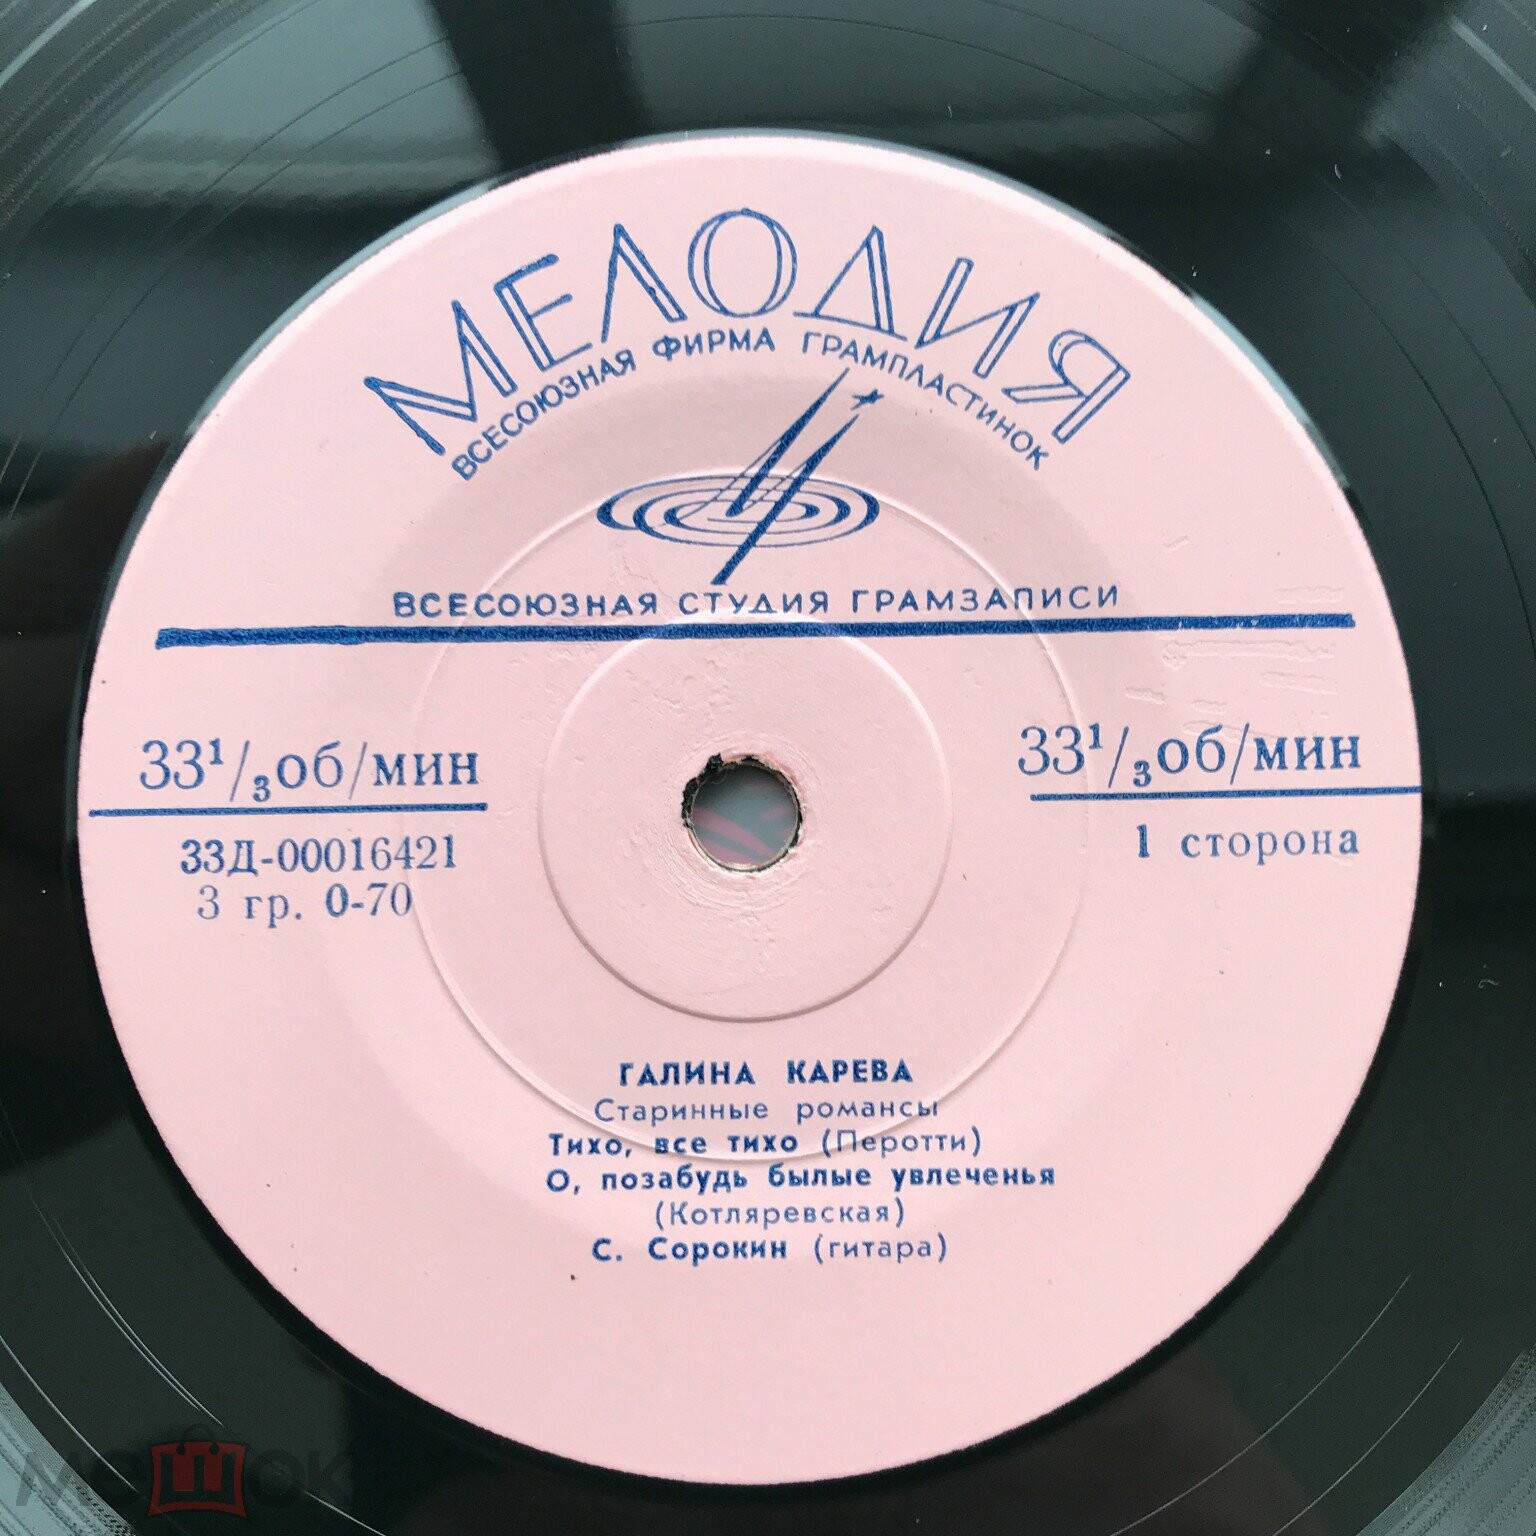 МЕЛОДИЯ
ВСЕСОЮЗНАЯ ФИРМА ГРАМПЛАСТИНОК
ВСЕСОЮЗНАЯ СТУДИЯ ГРАМЗАПИСИ
33¹/₃об/мин
33¹/₃об/мин
33Д-00016421
1 сторона
3 гр. 0-70
ГАЛИНА КАРЕВА
Старинные романсы
Тихо, все тихо (Перотти)
О, позабудь былые увлеченья
(Котляревская)
С. Сорокин (гитара)
мешок